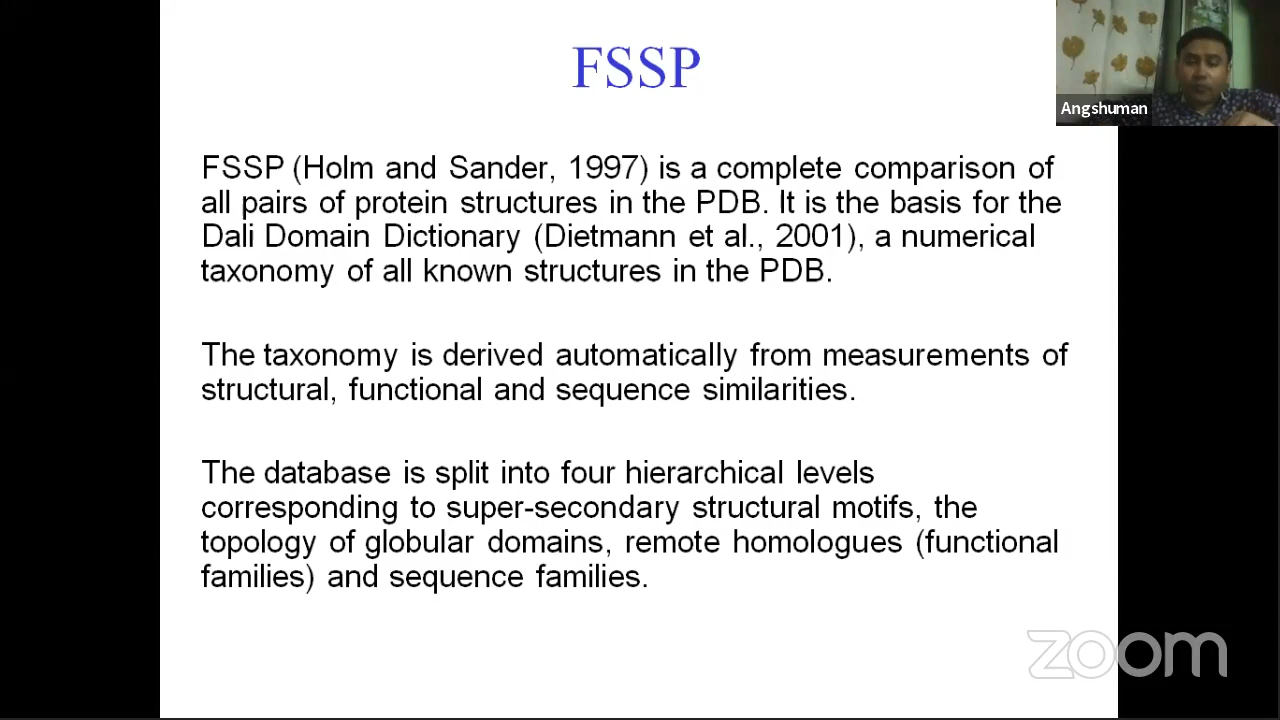 FSSP
Angshuman
FSSP (Holm and Sander, 1997) is a complete comparison of
all pairs of protein structures in the PDB. It is the basis for the
Dali Domain Dictionary (Dietmann et al., 2001), a numerical
taxonomy of all known structures in the PDB.
The taxonomy is derived automatically from measurements of
structural, functional and sequence similarities.
The database is split into four hierarchical levels
corresponding to super-secondary structural motifs, the
topology of globular domains, remote homologues (functional
families) and sequence families.
zoom